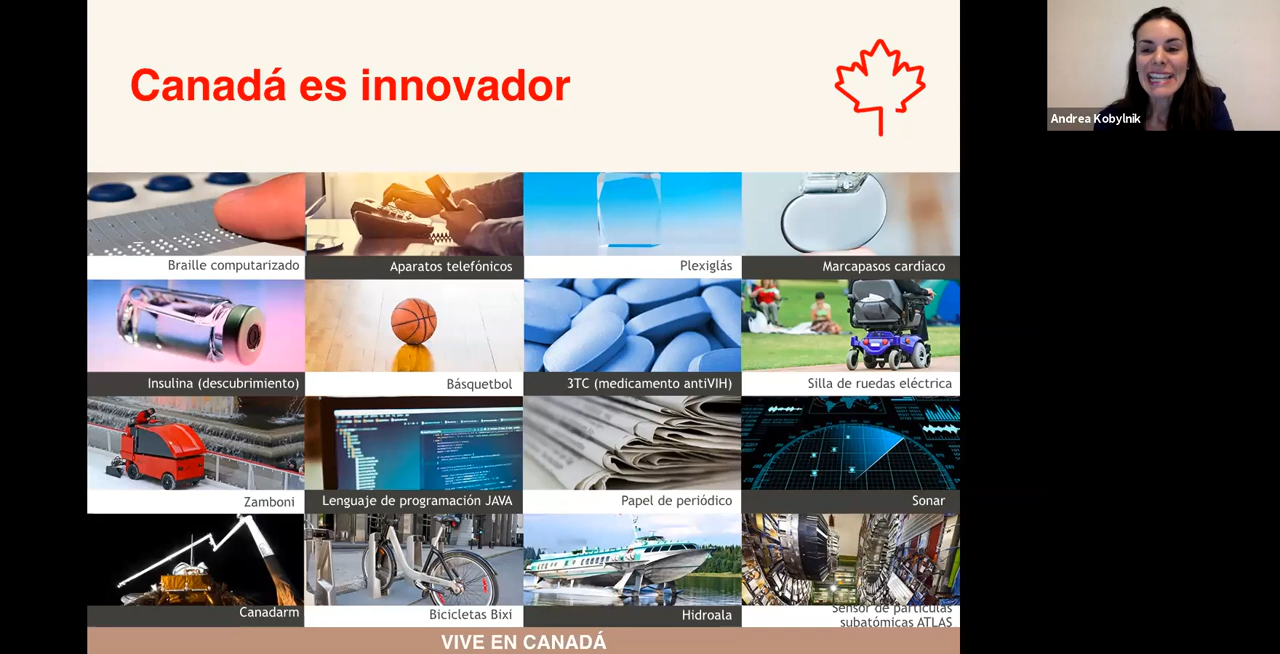 Canadá es innovador
Andrea Kobylnik
Braille computarizado
Aparatos telefónicos
Plexiglás
Marcapasos cardíaco
Insulina (descubrimiento)
Básquetbol
3TC (medicamento antiVIH)
Silla de ruedas eléctrica
Zamboni
Lenguaje de programación JAVA
Papel de periódico
Sonar
Canadarm
Bicicletas Bixi
Hidroala
Sensor de partículas
subatómicas ATLAS
VIVE EN CANADÁ